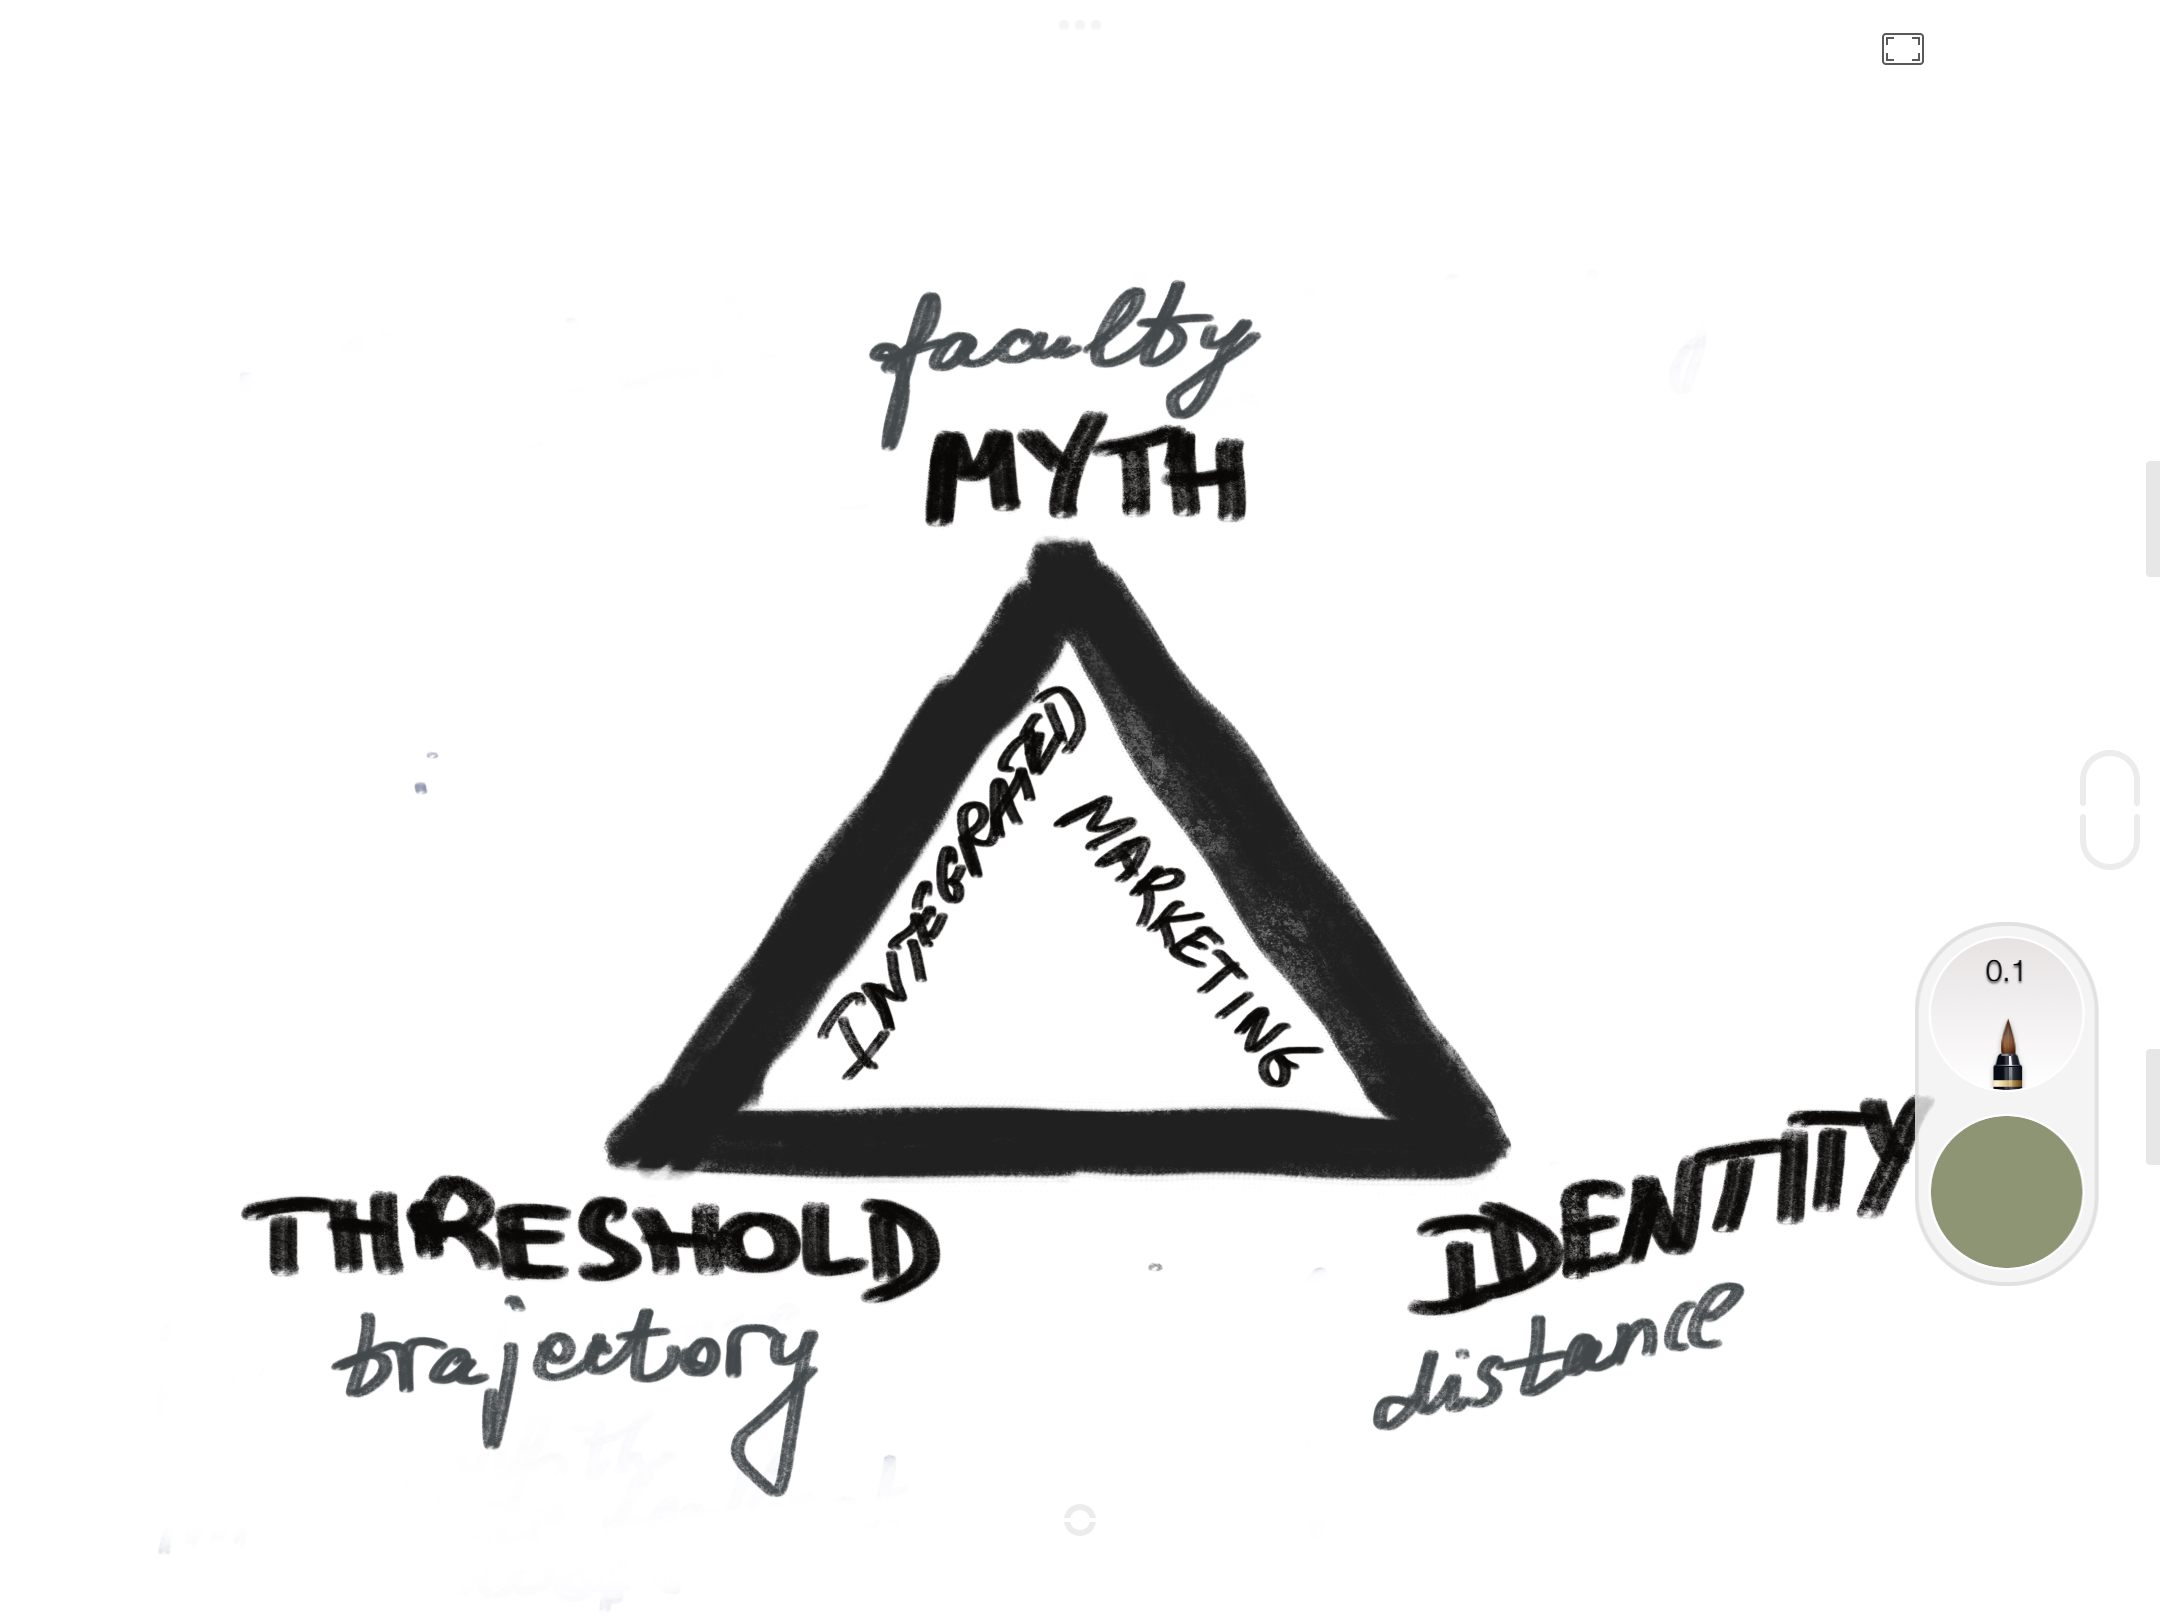 faculty
MYTH
INTEGRATED
MARKETING
0.1
THRESHOLD
IDENTITY
trajectory
distance